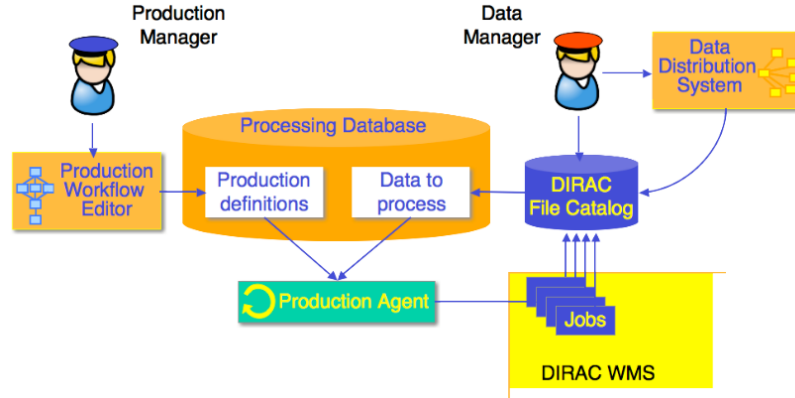 Production
Manager
Data
Manager
Data
Distribution
System
Processing Database
Production
Workflow
Editor
Production
definitions
Data to
process
DIRAC
File Catalog
Production Agent
Jobs
DIRAC WMS